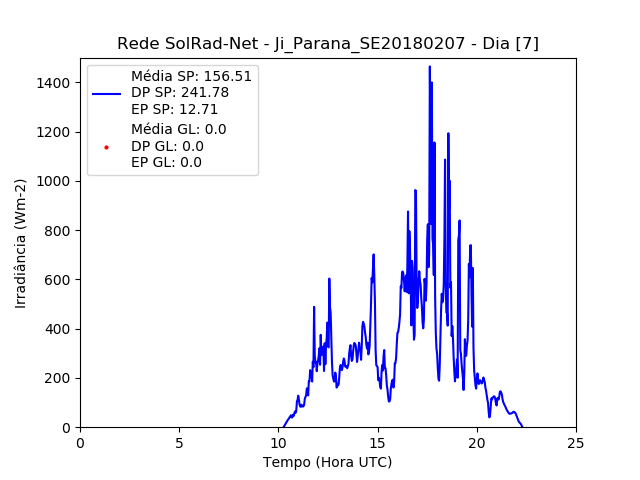 Rede SolRad-Net - Ji_Parana_SE20180207 - Dia [7]
Média SP: 156.51
DP SP: 241.78
EP SP: 12.71
Média GL: 0.0
DP GL: 0.0
EP GL: 0.0
Irradiância (Wm-2)
1400
1200
1000
800
600
400
200
0
0 5 10 15 20 25
Tempo (Hora UTC)